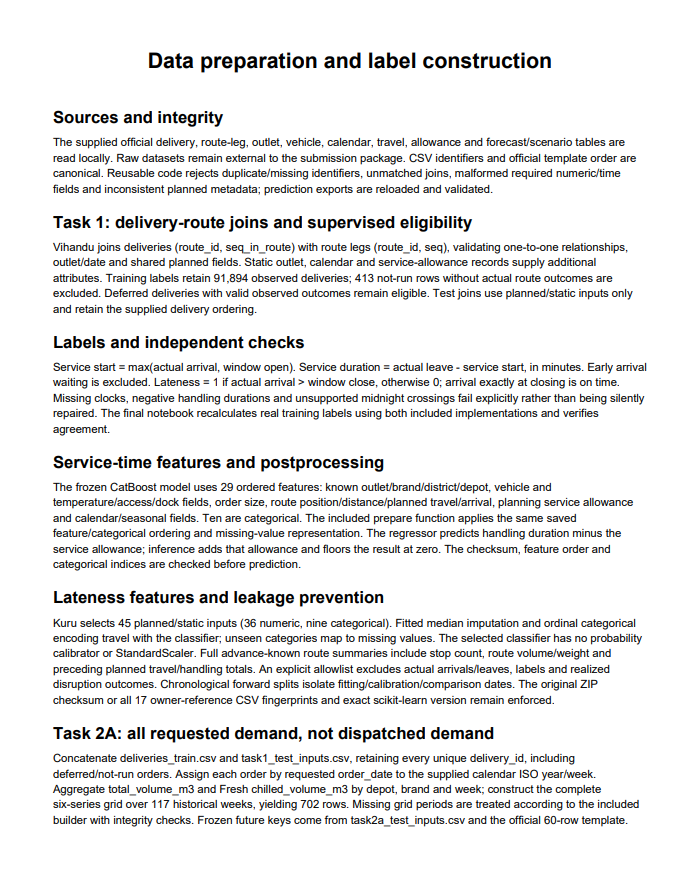 Data preparation and label construction
Sources and integrity
The supplied official delivery, route-leg, outlet, vehicle, calendar, travel, allowance and forecast/scenario tables are
read locally. Raw datasets remain external to the submission package. CSV identifiers and official template order are
canonical. Reusable code rejects duplicate/missing identifiers, unmatched joins, malformed required numeric/time
fields and inconsistent planned metadata; prediction exports are reloaded and validated.
Task 1: delivery-route joins and supervised eligibility
Vihandu joins deliveries (route_id, seq_in_route) with route legs (route_id, seq), validating one-to-one relationships,
outlet/date and shared planned fields. Static outlet, calendar and service-allowance records supply additional
attributes. Training labels retain 91,894 observed deliveries; 413 not-run rows without actual route outcomes are
excluded. Deferred deliveries with valid observed outcomes remain eligible. Test joins use planned/static inputs only
and retain the supplied delivery ordering.
Labels and independent checks
Service start = max(actual arrival, window open). Service duration = actual leave - service start, in minutes. Early arrival
waiting is excluded. Lateness = 1 if actual arrival > window close, otherwise 0; arrival exactly at closing is on time.
Missing clocks, negative handling durations and unsupported midnight crossings fail explicitly rather than being silently
repaired. The final notebook recalculates real training labels using both included implementations and verifies
agreement.
Service-time features and postprocessing
The frozen CatBoost model uses 29 ordered features: known outlet/brand/district/depot, vehicle and
temperature/access/dock fields, order size, route position/distance/planned travel/arrival, planning service allowance
and calendar/seasonal fields. Ten are categorical. The included prepare function applies the same saved
feature/categorical ordering and missing-value representation. The regressor predicts handling duration minus the
service allowance; inference adds that allowance and floors the result at zero. The checksum, feature order and
categorical indices are checked before prediction.
Lateness features and leakage prevention
Kuru selects 45 planned/static inputs (36 numeric, nine categorical). Fitted median imputation and ordinal categorical
encoding travel with the classifier; unseen categories map to missing values. The selected classifier has no probability
calibrator or StandardScaler. Full advance-known route summaries include stop count, route volume/weight and
preceding planned travel/handling totals. An explicit allowlist excludes actual arrivals/leaves, labels and realized
disruption outcomes. Chronological forward splits isolate fitting/calibration/comparison dates. The original ZIP
checksum or all 17 owner-reference CSV fingerprints and exact scikit-learn version remain enforced.
Task 2A: all requested demand, not dispatched demand
Concatenate deliveries_train.csv and task1_test_inputs.csv, retaining every unique delivery_id, including
deferred/not-run orders. Assign each order by requested order_date to the supplied calendar ISO year/week.
Aggregate total_volume_m3 and Fresh chilled_volume_m3 by depot, brand and week; construct the complete
six-series grid over 117 historical weeks, yielding 702 rows. Missing grid periods are treated according to the included
builder with integrity checks. Frozen future keys come from task2a_test_inputs.csv and the official 60-row template.